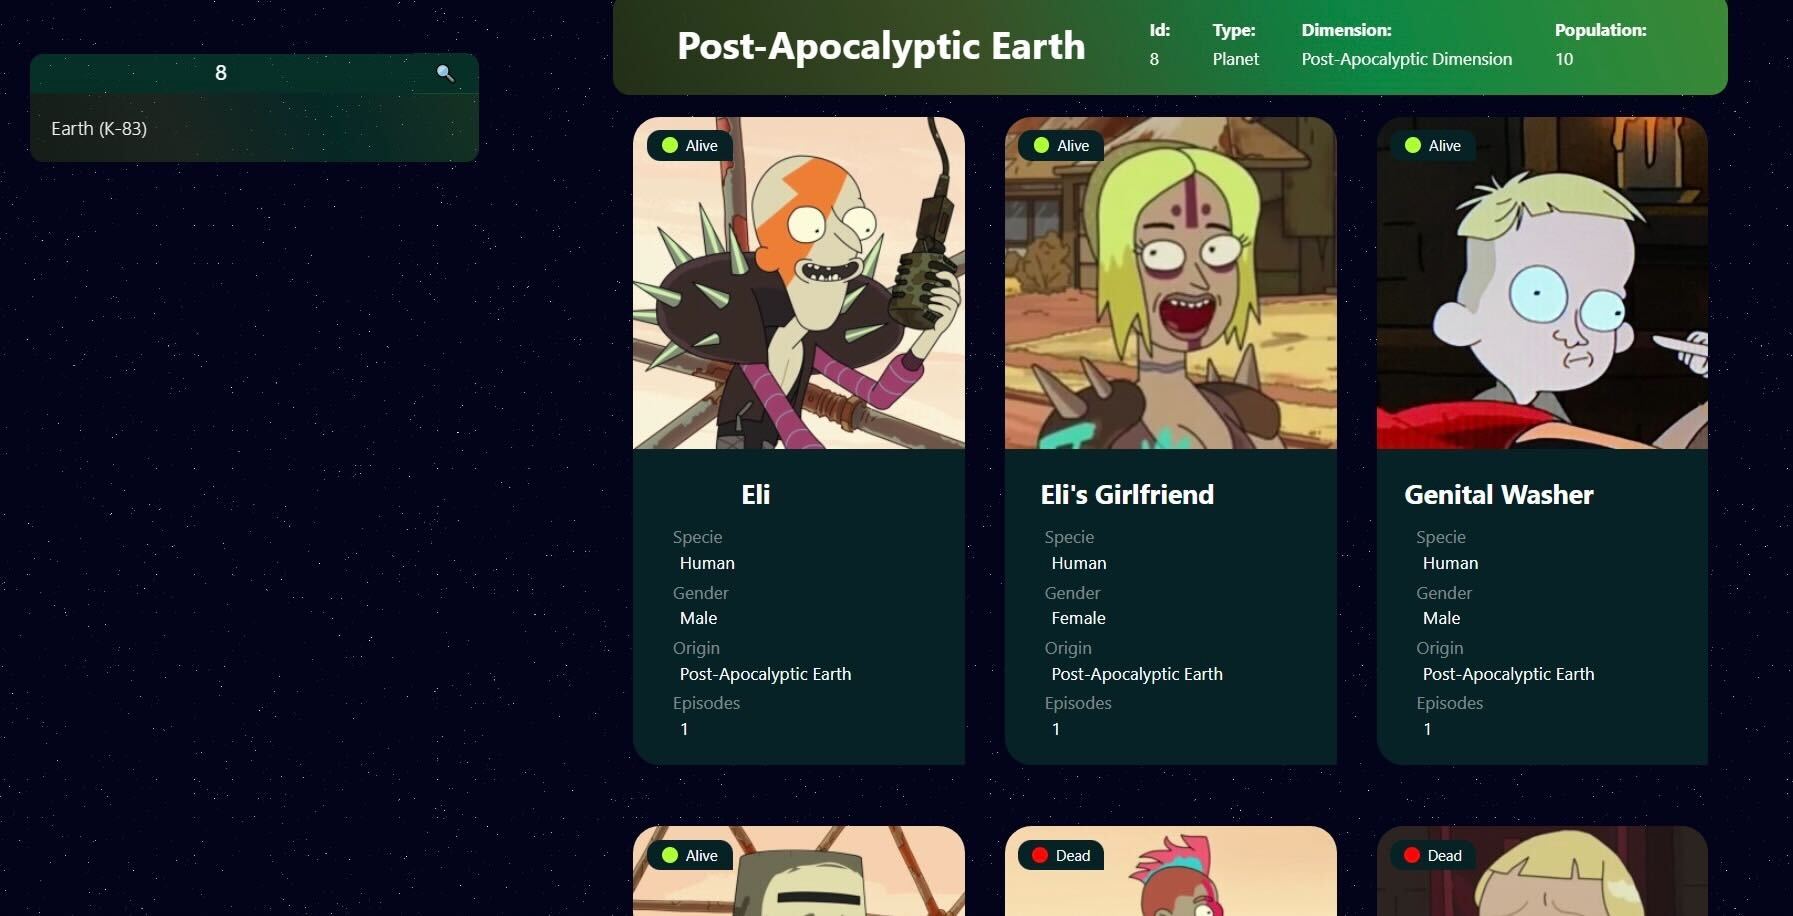 8
Earth (K-83)
Post-Apocalyptic Earth
Id:
8
Type:
Planet
Dimension:
Post-Apocalyptic Dimension
Population:
10
Alive
Eli
Specie
Human
Gender
Male
Origin
Post-Apocalyptic Earth
Episodes
1
Alive
Eli's Girlfriend
Specie
Human
Gender
Female
Origin
Post-Apocalyptic Earth
Episodes
1
Alive
Genital Washer
Specie
Human
Gender
Male
Origin
Post-Apocalyptic Earth
Episodes
1
Alive
Dead
Dead